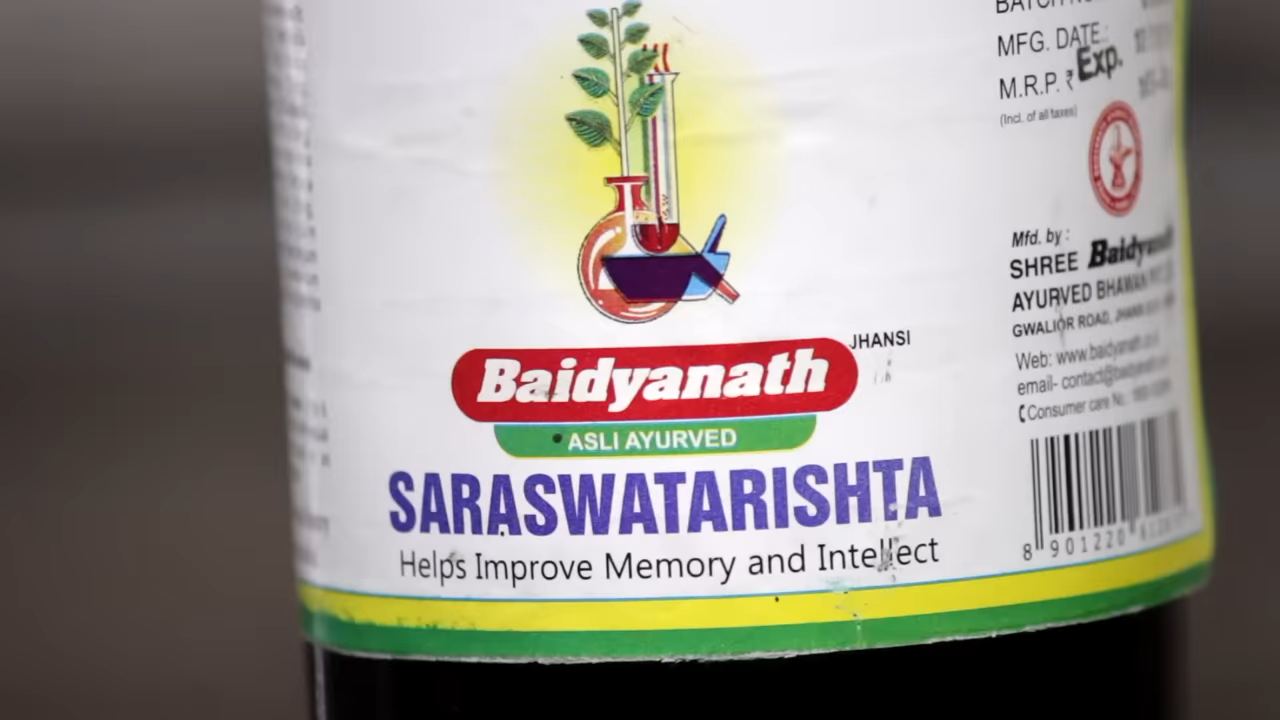 Baidyanath
JHANSI
ASLI AYURVED
SARASWATARISHTA
Helps Improve Memory and Intellect
MFG. DATE :
Exp.
M.R.P. ₹
(Incl. of all taxes)
Mfd. by :
SHREE Baidyanath
AYURVED BHAWAN
GWALIOR ROAD, JHANSI
Web: www.baidyanath
email- contact@baidyanath
Consumer care No.:
8 901220